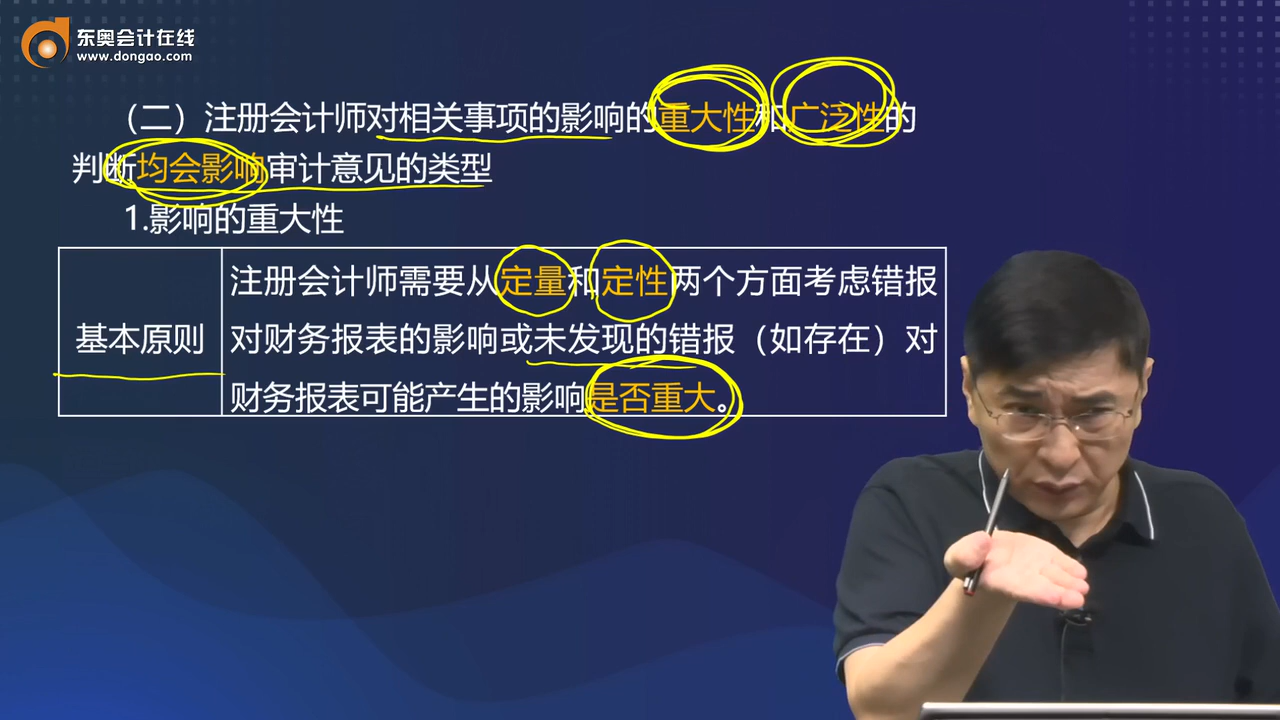 东奥会计在线
www.dongao.com
（二）注册会计师对相关事项的影响的重大性和广泛性的
判断均会影响审计意见的类型
1.影响的重大性
基本原则
注册会计师需要从定量和定性两个方面考虑错报
对财务报表的影响或未发现的错报（如存在）对
财务报表可能产生的影响是否重大。